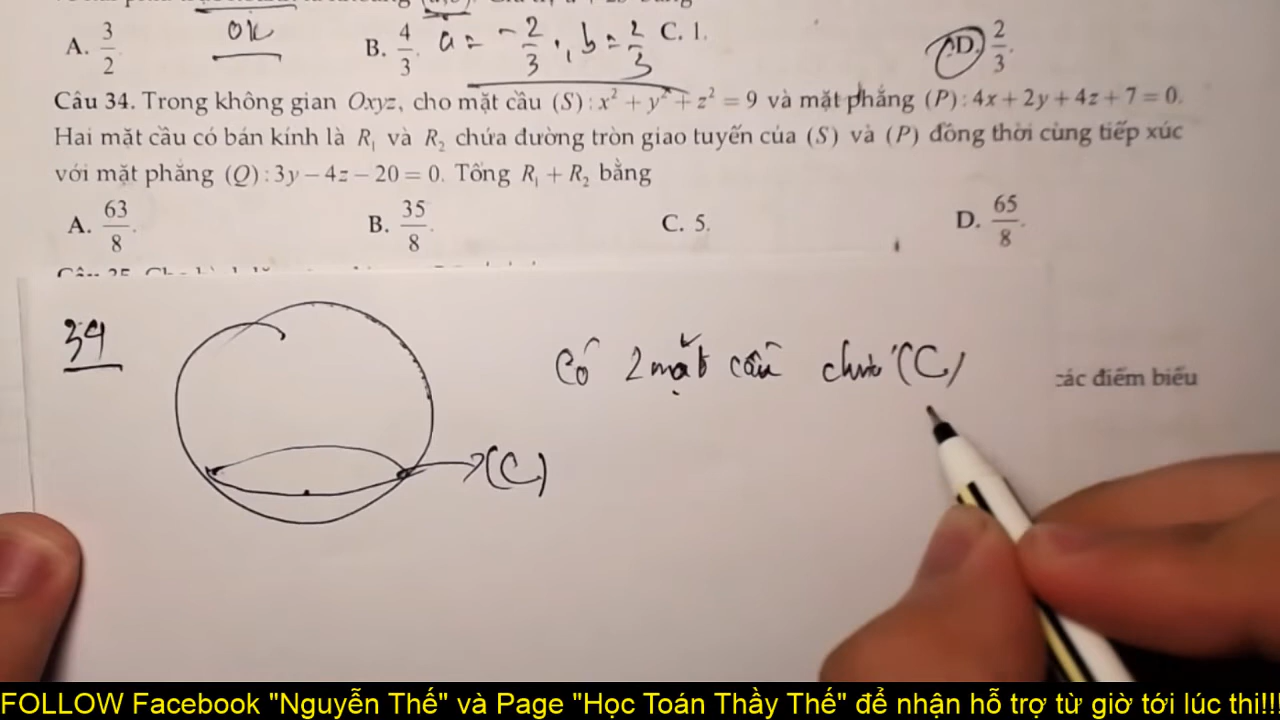 OK
a = - 2/3 , b = 2/3
A. 3/2. B. 4/3. C. 1. D. 2/3.
Câu 34. Trong không gian Oxyz, cho mặt cầu (S): x² + y² + z² = 9 và mặt phẳng (P): 4x + 2y + 4z + 7 = 0.
Hai mặt cầu có bán kính là R₁ và R₂ chứa đường tròn giao tuyến của (S) và (P) đồng thời cùng tiếp xúc
với mặt phẳng (Q): 3y − 4z − 20 = 0. Tổng R₁ + R₂ bằng
A. 63/8. B. 35/8. C. 5. D. 65/8.
34
Có 2 mặt cầu chứa (C)
các điểm biểu
(C)
FOLLOW Facebook "Nguyễn Thế" và Page "Học Toán Thầy Thế" để nhận hỗ trợ từ giờ tới lúc thi!!!